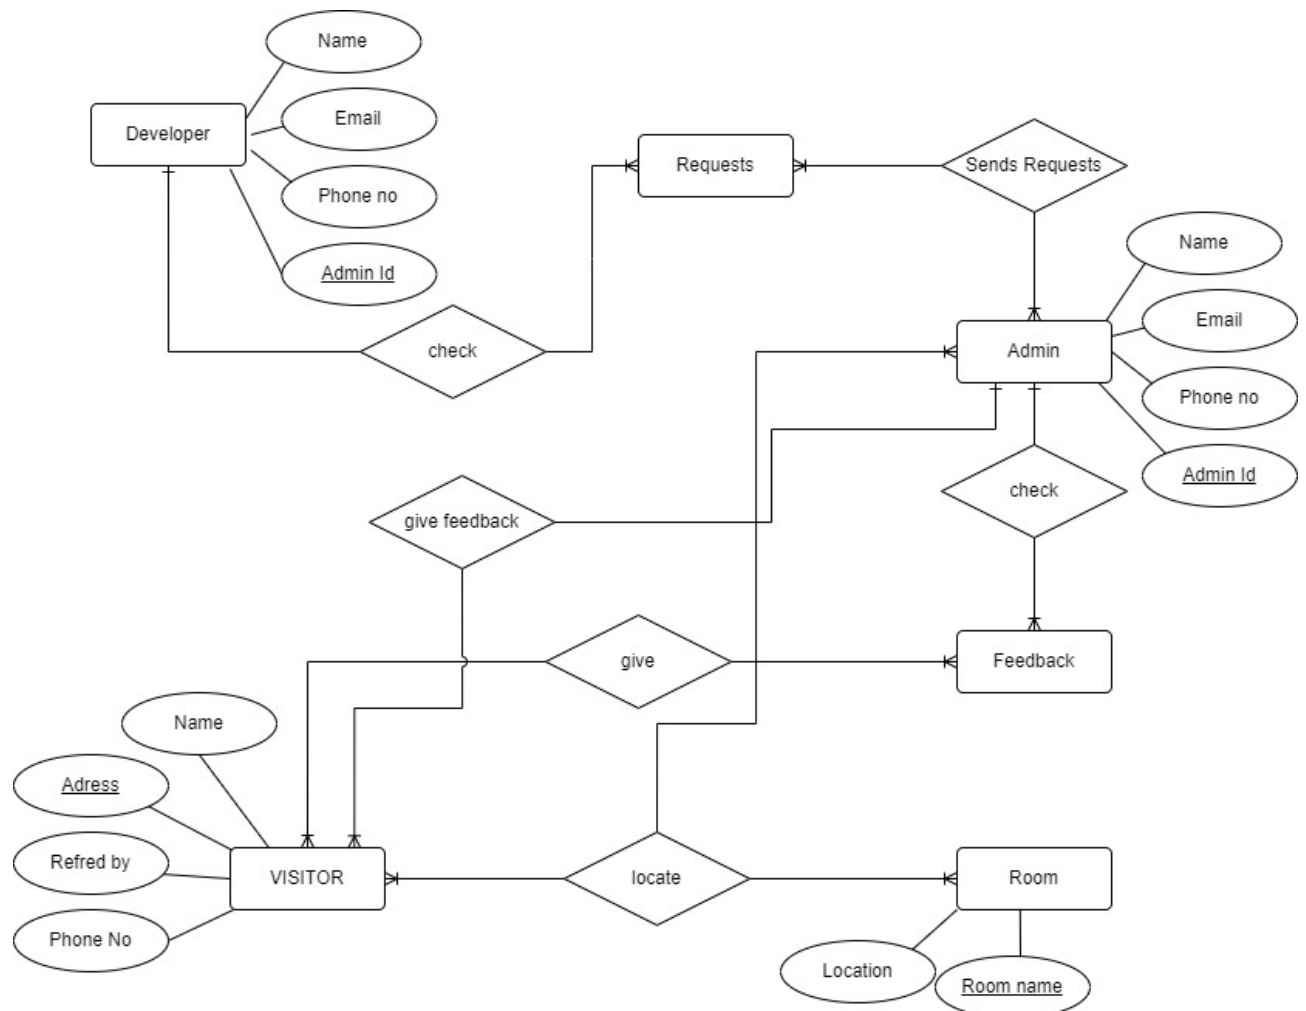 Name
Developer
Email
Phone no
Admin Id
Requests
Sends Requests
Name
Email
Admin
Phone no
Admin Id
check
check
give feedback
give
Feedback
Name
Adress
Refred by
VISITOR
Phone No
locate
Room
Location
Room name